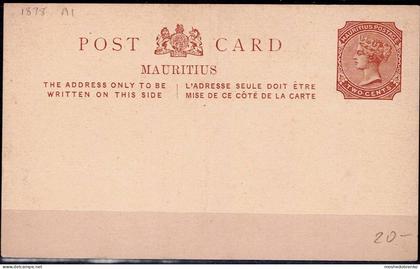 1878 A1
POST CARD
MAURITIUS
THE ADDRESS ONLY TO BE
WRITTEN ON THIS SIDE
L'ADRESSE SEULE DOIT ÊTRE
MISE DE CE CÔTÉ DE LA CARTE
MAURITIUS POSTAGE
TWO CENTS
20-